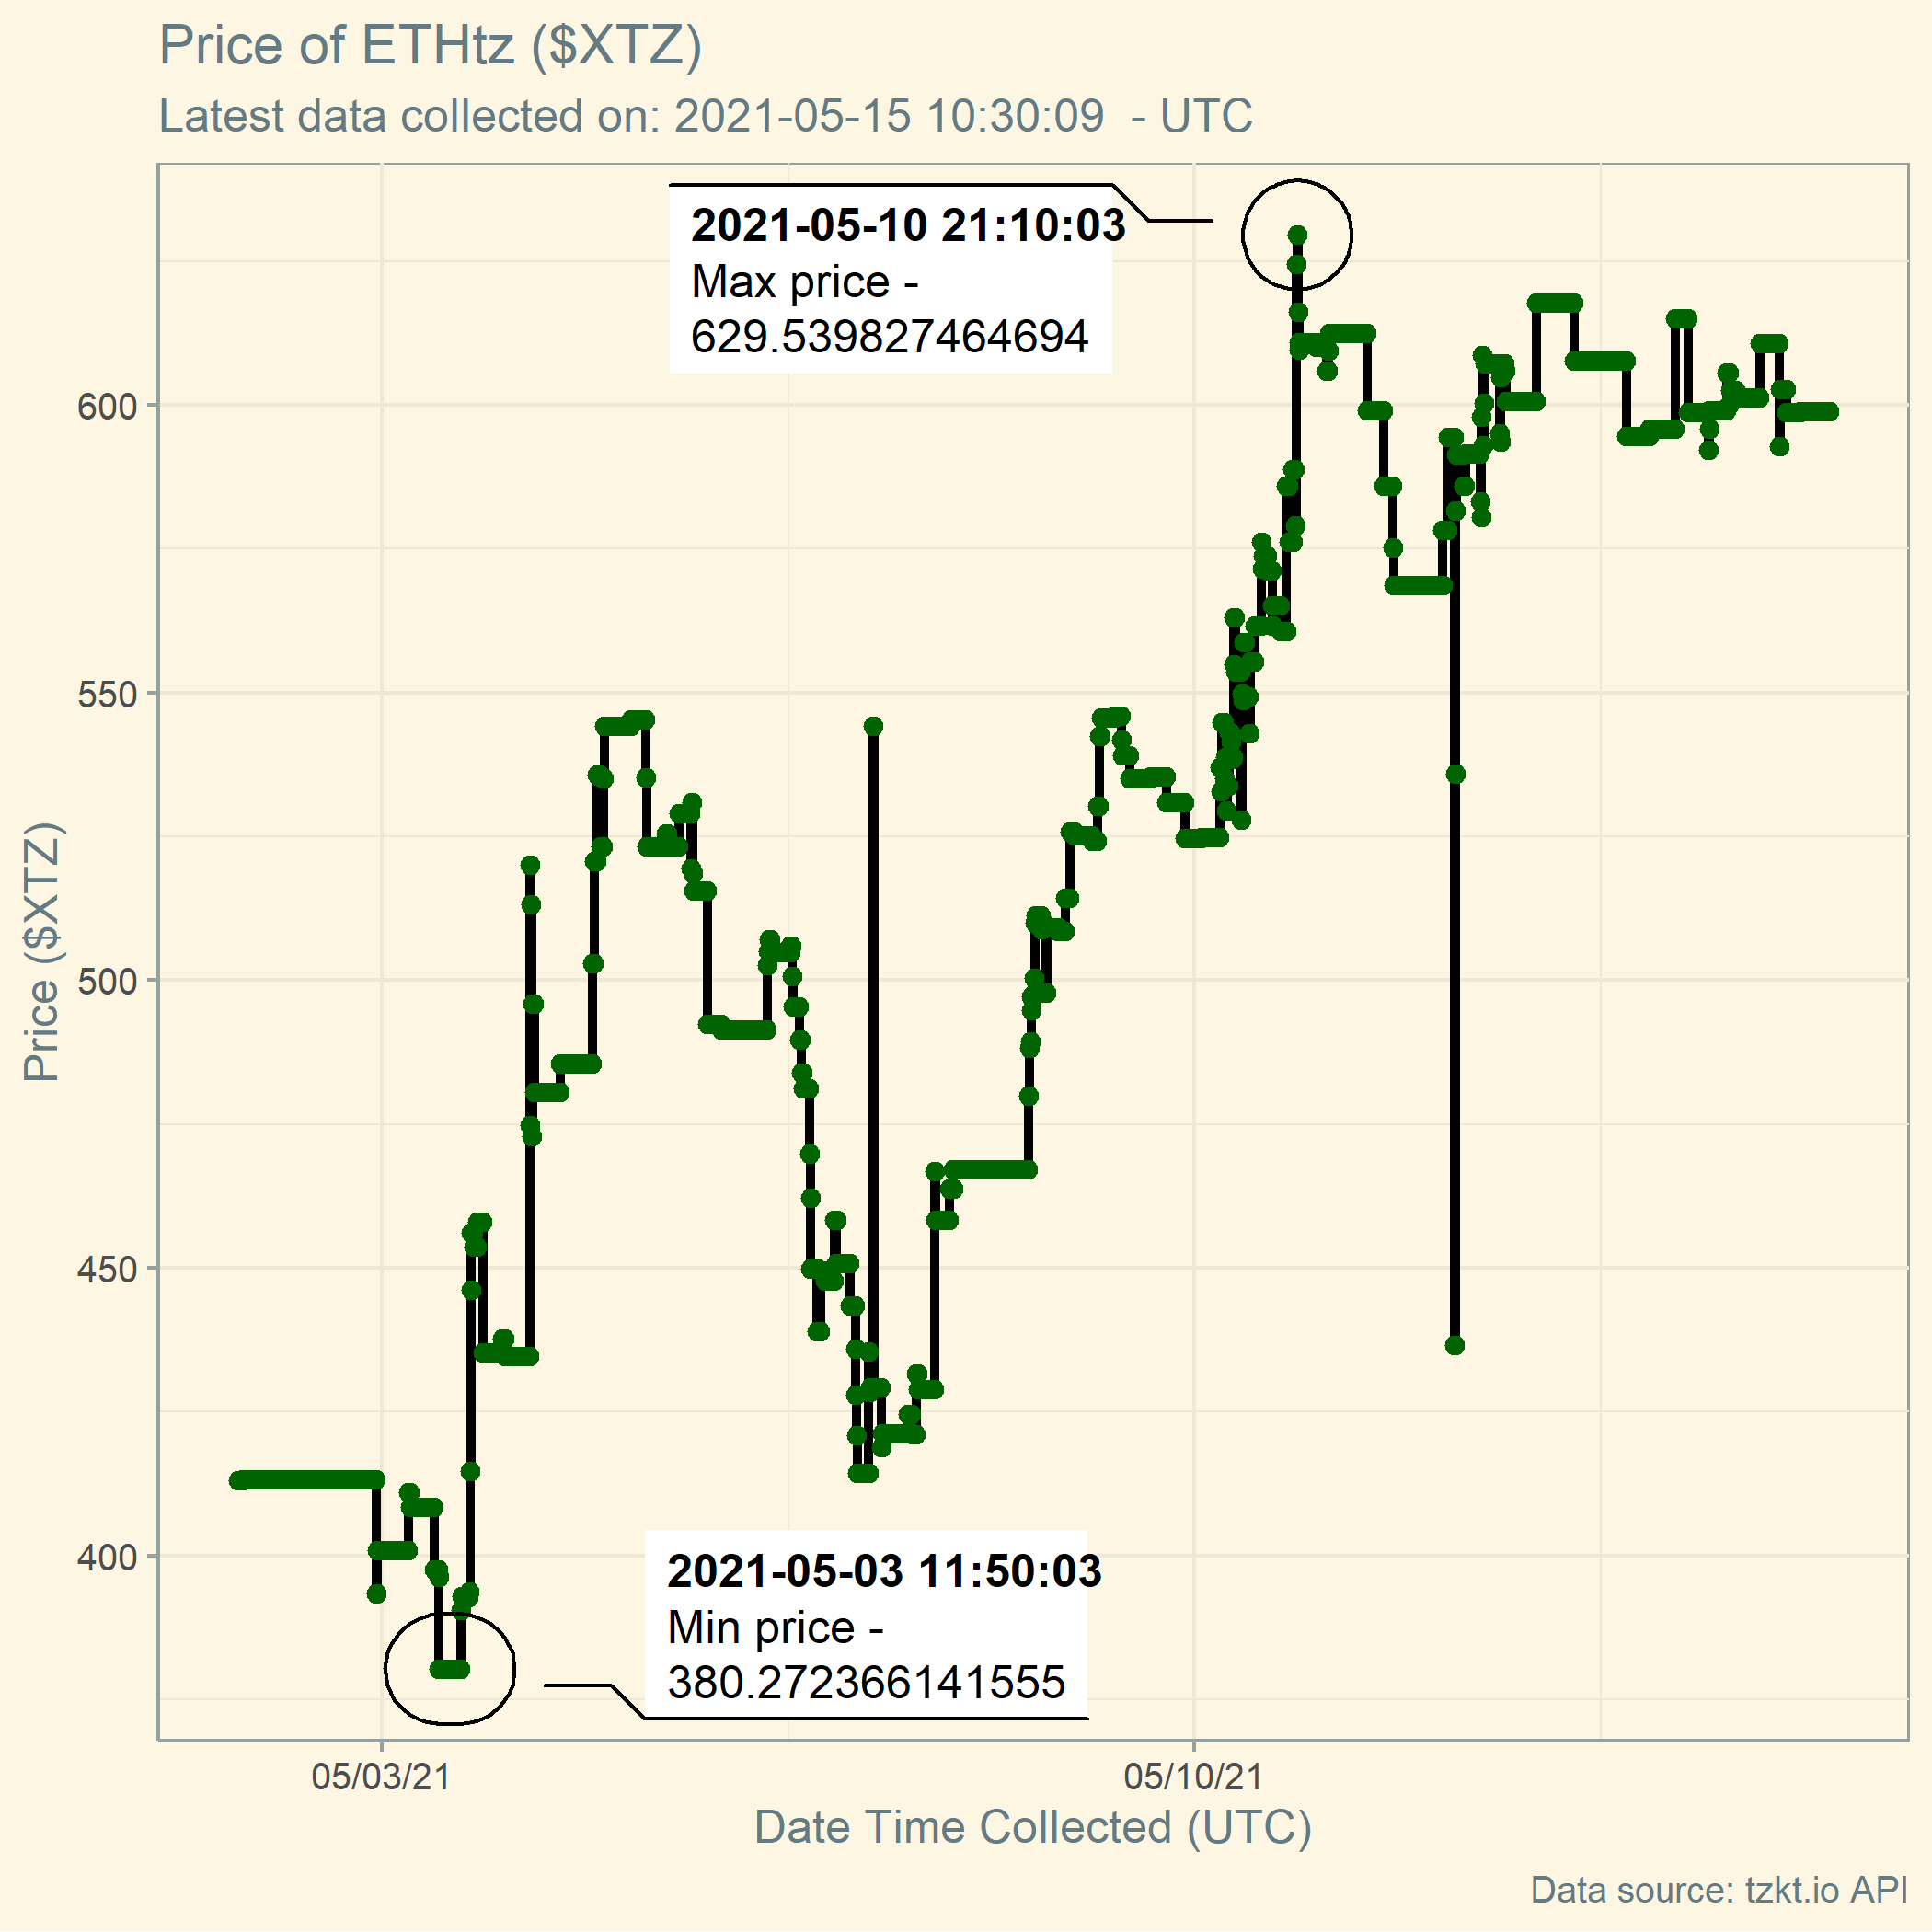 Price of ETHtz ($XTZ)
Latest data collected on: 2021-05-15 10:30:09  - UTC
2021-05-10 21:10:03
Max price -
629.539827464694
600
550
500
450
400
Price ($XTZ)
2021-05-03 11:50:03
Min price -
380.272366141555
05/03/21
05/10/21
Date Time Collected (UTC)
Data source: tzkt.io API